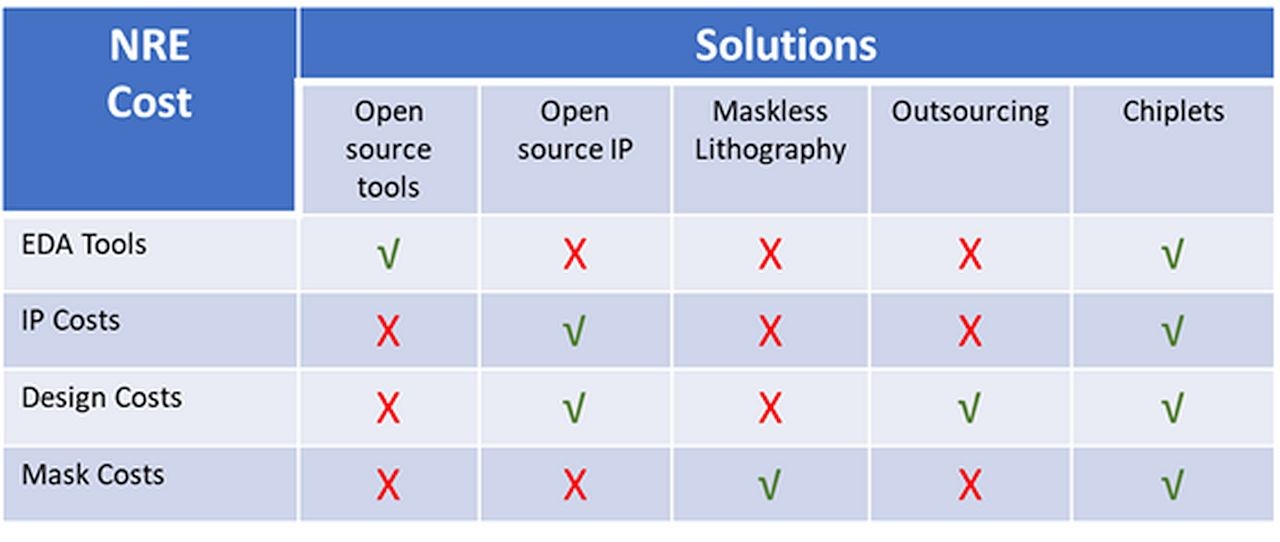 NRE
Cost
Solutions
Open
source
tools
Open
source IP
Maskless
Lithography
Outsourcing
Chiplets
EDA Tools √ X X X √
IP Costs X √ X X √
Design Costs X √ X √ √
Mask Costs X X √ X √